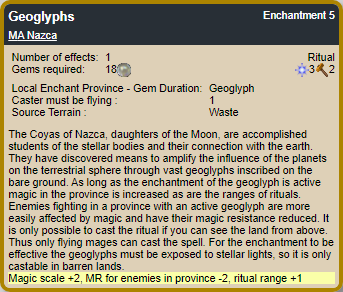 Geoglyphs Enchantment 5
MA Nazca
Number of effects: 1 Ritual
Gems required: 18 3 2
Local Enchant Province - Gem Duration: Geoglyph
Caster must be flying : 1
Source Terrain : Waste
The Coyas of Nazca, daughters of the Moon, are accomplished
students of the stellar bodies and their connection with the earth.
They have discovered means to amplify the influence of the planets
on the terrestrial sphere through vast geoglyphs inscribed on the
bare ground. As long as the enchantment of the geoglyph is active
magic in the province is increased as are the ranges of rituals.
Enemies fighting in a province with an active geoglyph are more
easily affected by magic and have their magic resistance reduced. It
is only possible to cast the ritual if you can see the land from above.
Thus only flying mages can cast the spell. For the enchantment to be
effective the geoglyphs must be exposed to stellar lights, so it is only
castable in barren lands.
Magic scale +2, MR for enemies in province -2, ritual range +1